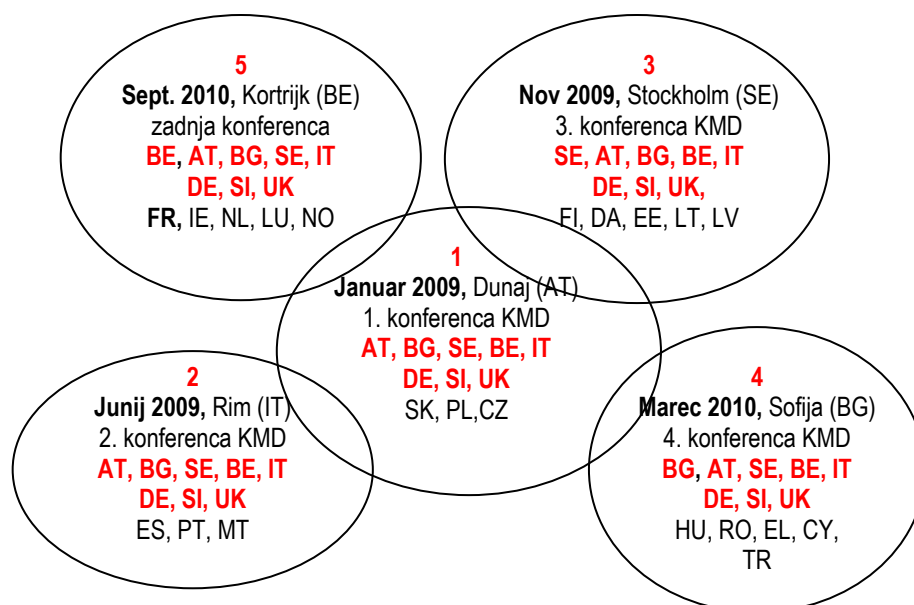 5
Sept. 2010, Kortrijk (BE)
zadnja konferenca
BE, AT, BG, SE, IT
DE, SI, UK
FR, IE, NL, LU, NO
3
Nov 2009, Stockholm (SE)
3. konferenca KMD
SE, AT, BG, BE, IT
DE, SI, UK,
FI, DA, EE, LT, LV
1
Januar 2009, Dunaj (AT)
1. konferenca KMD
AT, BG, SE, BE, IT
DE, SI, UK
SK, PL,CZ
2
Junij 2009, Rim (IT)
2. konferenca KMD
AT, BG, SE, BE, IT
DE, SI, UK
ES, PT, MT
4
Marec 2010, Sofija (BG)
4. konferenca KMD
BG, AT, SE, BE, IT
DE, SI, UK
HU, RO, EL, CY,
TR